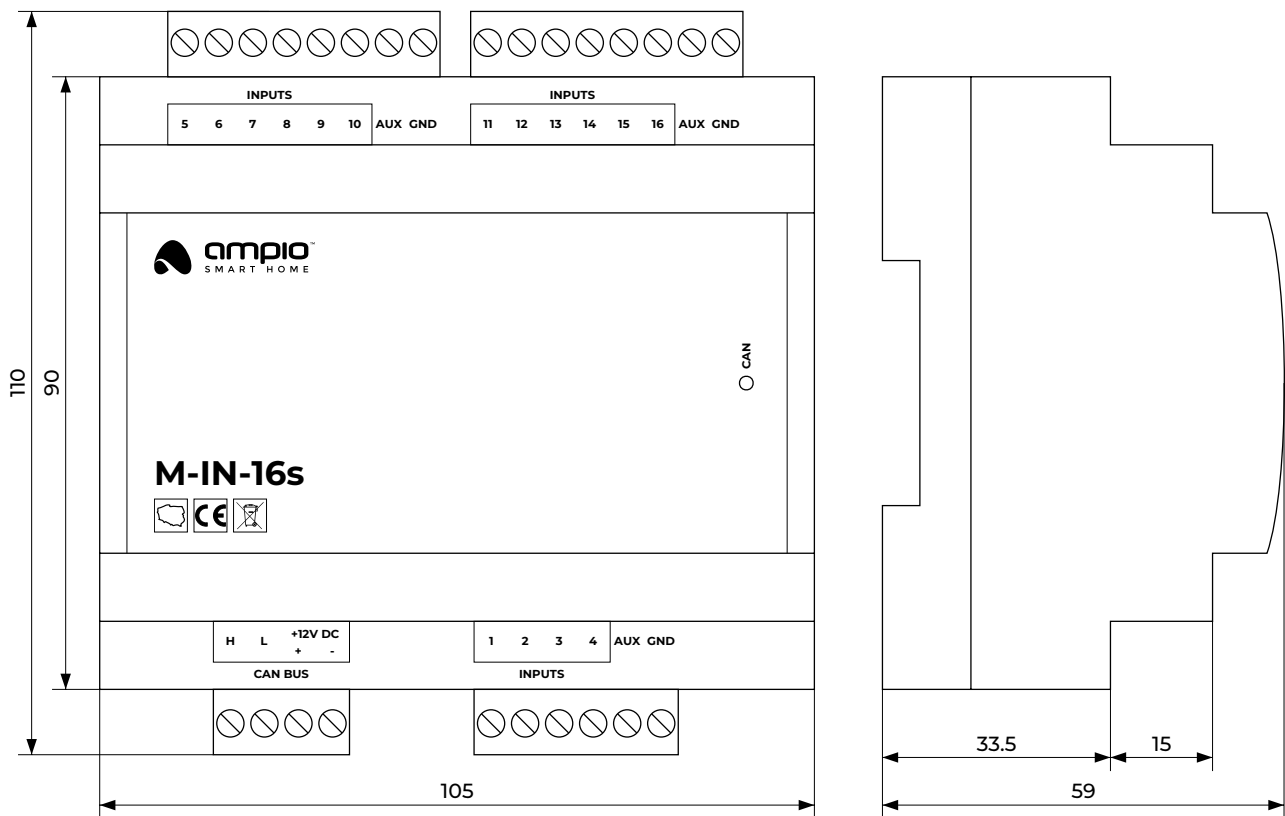 INPUTS INPUTS
5 6 7 8 9 10 AUX GND 11 12 13 14 15 16 AUX GND
ampio™
SMART HOME
CAN
110
90
M-IN-16s
CE
H L +12V DC
+ -
1 2 3 4 AUX GND
CAN BUS INPUTS
33.5 15
105
59